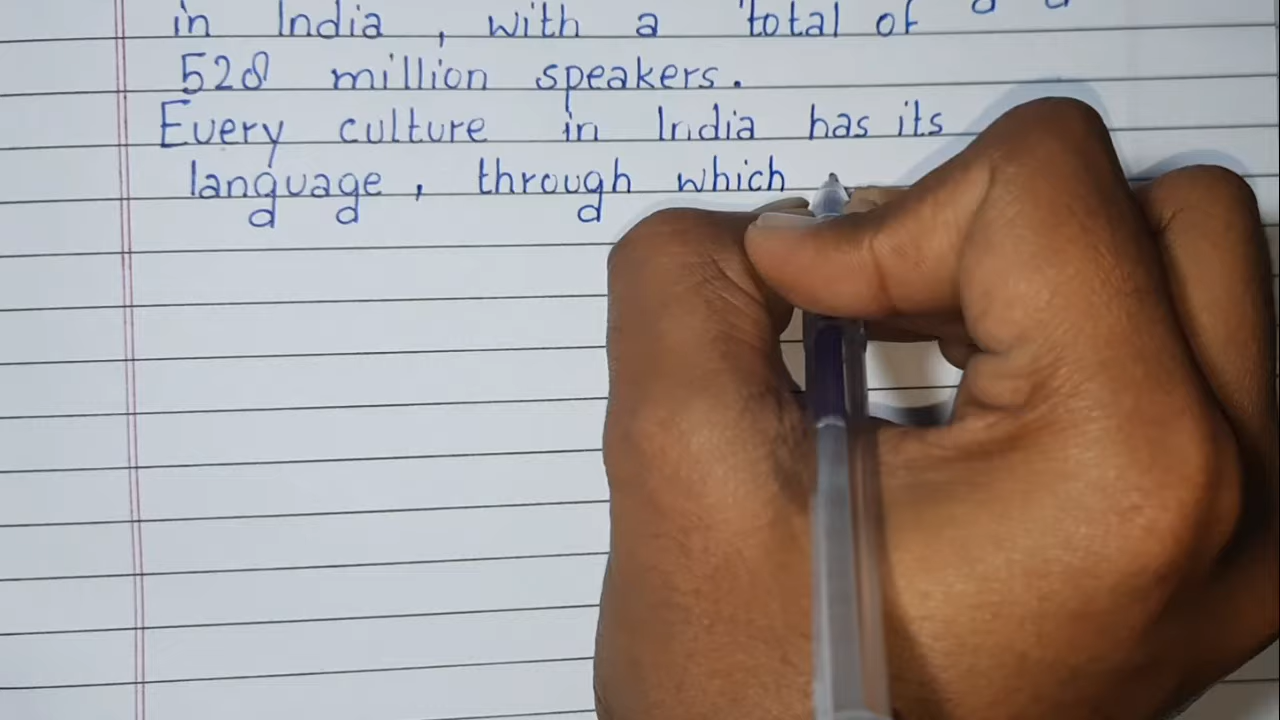 in India , with a total of
528 million speakers.
Every culture in India has its
language , through which